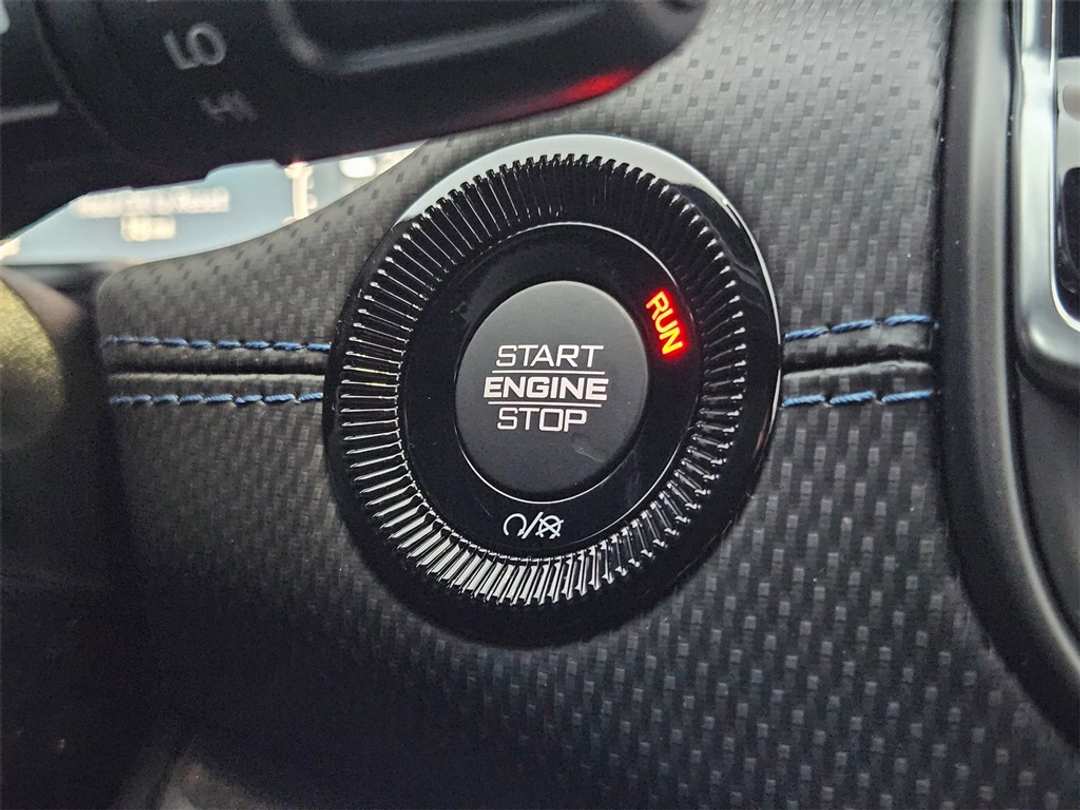 LO
HI
START
ENGINE
STOP
RUN